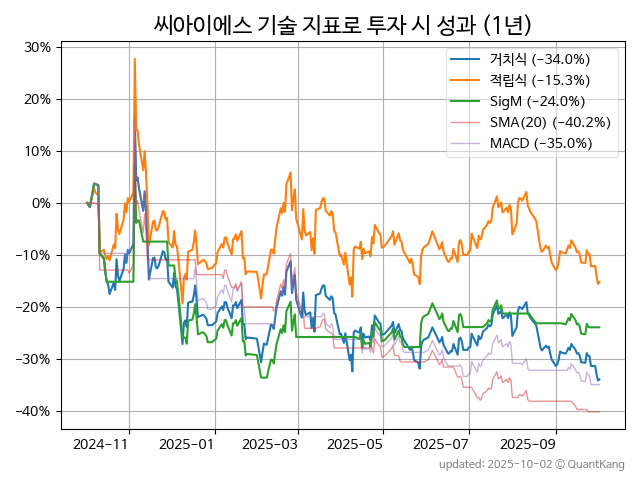 씨아이에스 기술 지표로 투자 시 성과 (1년)
30%
20%
10%
0%
−10%
−20%
−30%
−40%
거치식 (−34.0%)
적립식 (−15.3%)
SigM (−24.0%)
SMA(20) (−40.2%)
MACD (−35.0%)
2024-11
2025-01
2025-03
2025-05
2025-07
2025-09
updated: 2025-10-02 © QuantKang